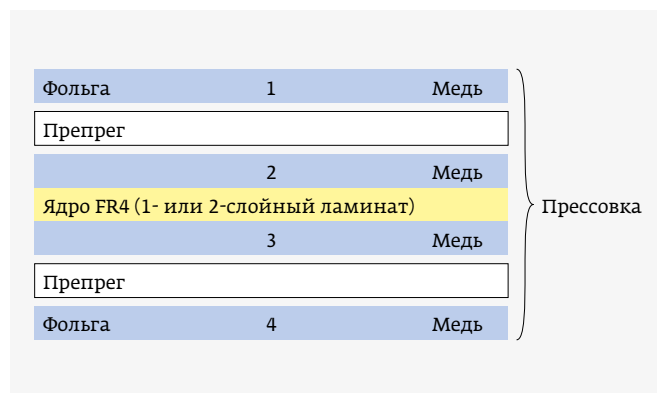 Фольга 1 Медь
Препрег
2 Медь
Ядро FR4 (1- или 2-слойный ламинат)
Прессовка
3 Медь
Препрег
Фольга 4 Медь